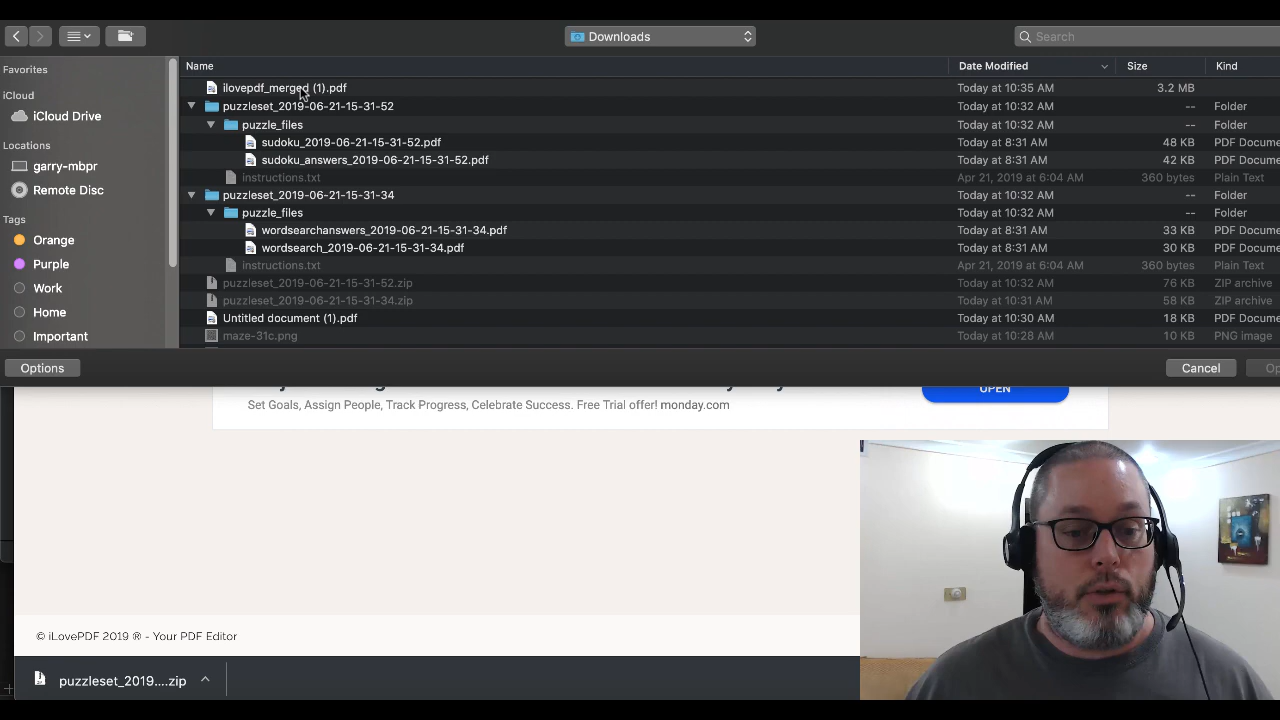 Downloads
Search
Favorites
iCloud
iCloud Drive
Locations
garry-mbpr
Remote Disc
Tags
Orange
Purple
Work
Home
Important
Name Date Modified Size Kind
ilovepdf_merged (1).pdf Today at 10:35 AM 3.2 MB
puzzleset_2019-06-21-15-31-52 Today at 10:32 AM -- Folder
puzzle_files Today at 10:32 AM -- Folder
sudoku_2019-06-21-15-31-52.pdf Today at 8:31 AM 48 KB PDF Docume
sudoku_answers_2019-06-21-15-31-52.pdf Today at 8:31 AM 42 KB PDF Docume
instructions.txt Apr 21, 2019 at 6:04 AM 360 bytes Plain Text
puzzleset_2019-06-21-15-31-34 Today at 10:32 AM -- Folder
puzzle_files Today at 10:32 AM -- Folder
wordsearchanswers_2019-06-21-15-31-34.pdf Today at 8:31 AM 33 KB PDF Docume
wordsearch_2019-06-21-15-31-34.pdf Today at 8:31 AM 30 KB PDF Docume
instructions.txt Apr 21, 2019 at 6:04 AM 360 bytes Plain Text
puzzleset_2019-06-21-15-31-52.zip Today at 10:32 AM 76 KB ZIP archive
puzzleset_2019-06-21-15-31-34.zip Today at 10:31 AM 58 KB ZIP archive
Untitled document (1).pdf Today at 10:30 AM 18 KB PDF Docume
maze-31c.png Today at 10:28 AM 10 KB PNG image
Options Cancel Op
OPEN
Set Goals, Assign People, Track Progress, Celebrate Success. Free Trial offer! monday.com
© iLovePDF 2019 ® - Your PDF Editor
puzzleset_2019....zip